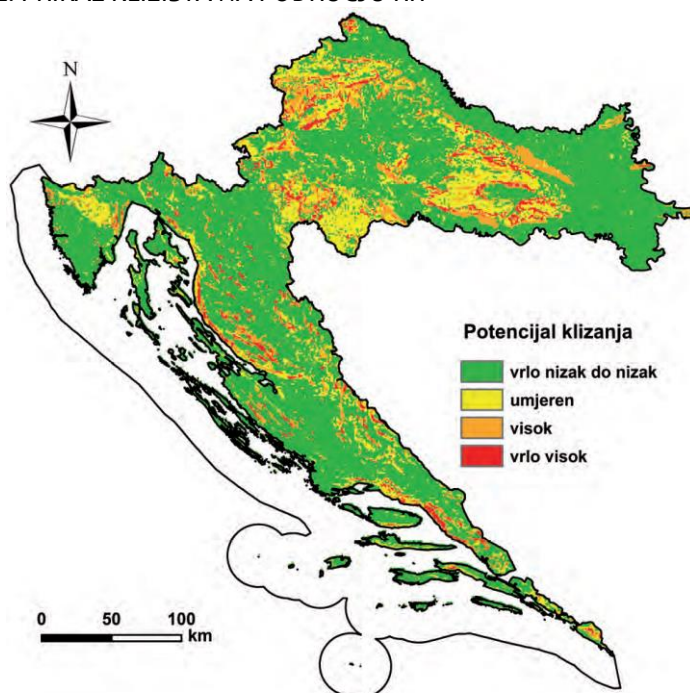 N
Potencijal klizanja
vrlo nizak do nizak
umjeren
visok
vrlo visok
0 50 100
km